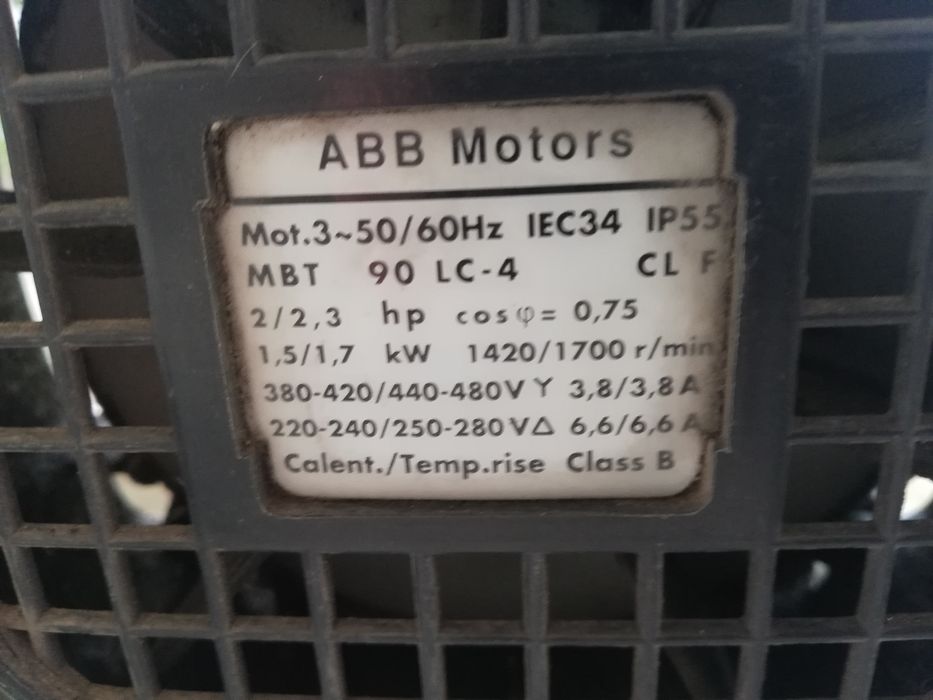 ABB Motors
Mot.3~50/60Hz IEC34 IP55
MBT 90 LC-4 CL F
2/2,3 hp cosφ= 0,75
1,5/1,7 kW 1420/1700 r/min
380-420/440-480V Y 3,8/3,8 A
220-240/250-280V∆ 6,6/6,6 A
Calent./Temp.rise Class B